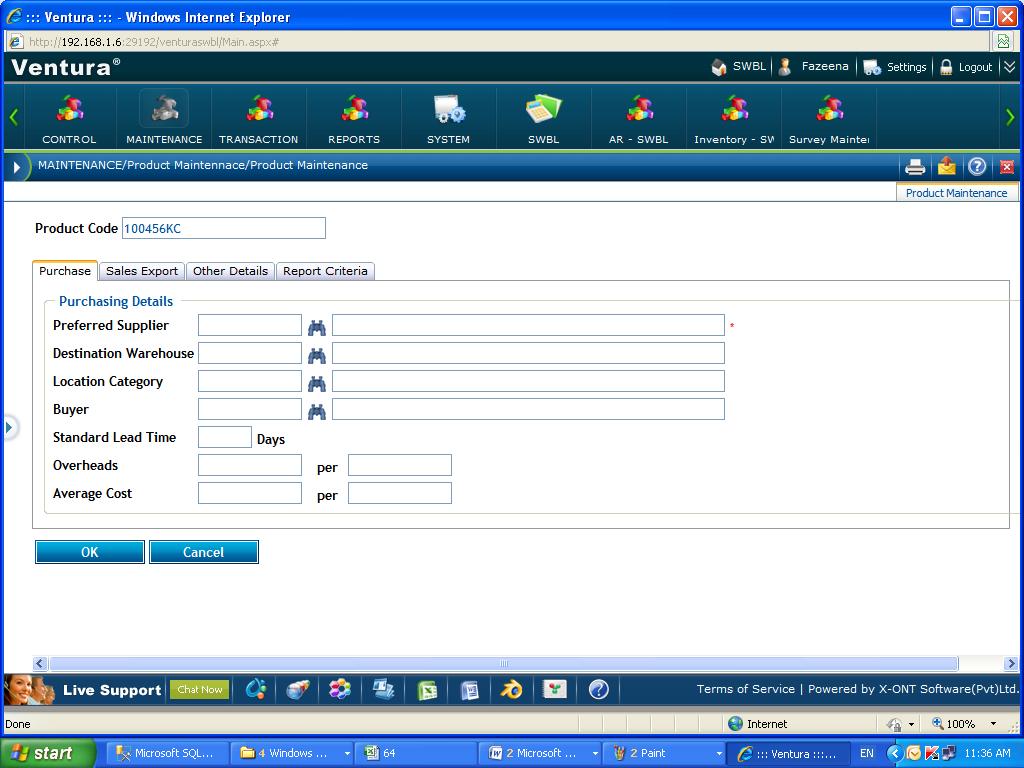 ::: Ventura ::: - Windows Internet Explorer
http://192.168.1.6:29192/venturaswbl/Main.aspx#
Ventura® SWBL Fazeena Settings Logout
CONTROL MAINTENANCE TRANSACTION REPORTS SYSTEM SWBL AR - SWBL Inventory - SW Survey Mainte
MAINTENANCE/Product Maintennace/Product Maintenance
Product Maintenance
Product Code 100456KC
Purchase Sales Export Other Details Report Criteria
Purchasing Details
Preferred Supplier *
Destination Warehouse
Location Category
Buyer
Standard Lead Time Days
Overheads per
Average Cost per
OK Cancel
Live Support Chat Now Terms of Service | Powered by X-ONT Software(Pvt)Ltd.
Done Internet 100%
start Microsoft SQL... 4 Windows ... 64 2 Microsoft ... 2 Paint ::: Ventura :::... EN 11:36 AM